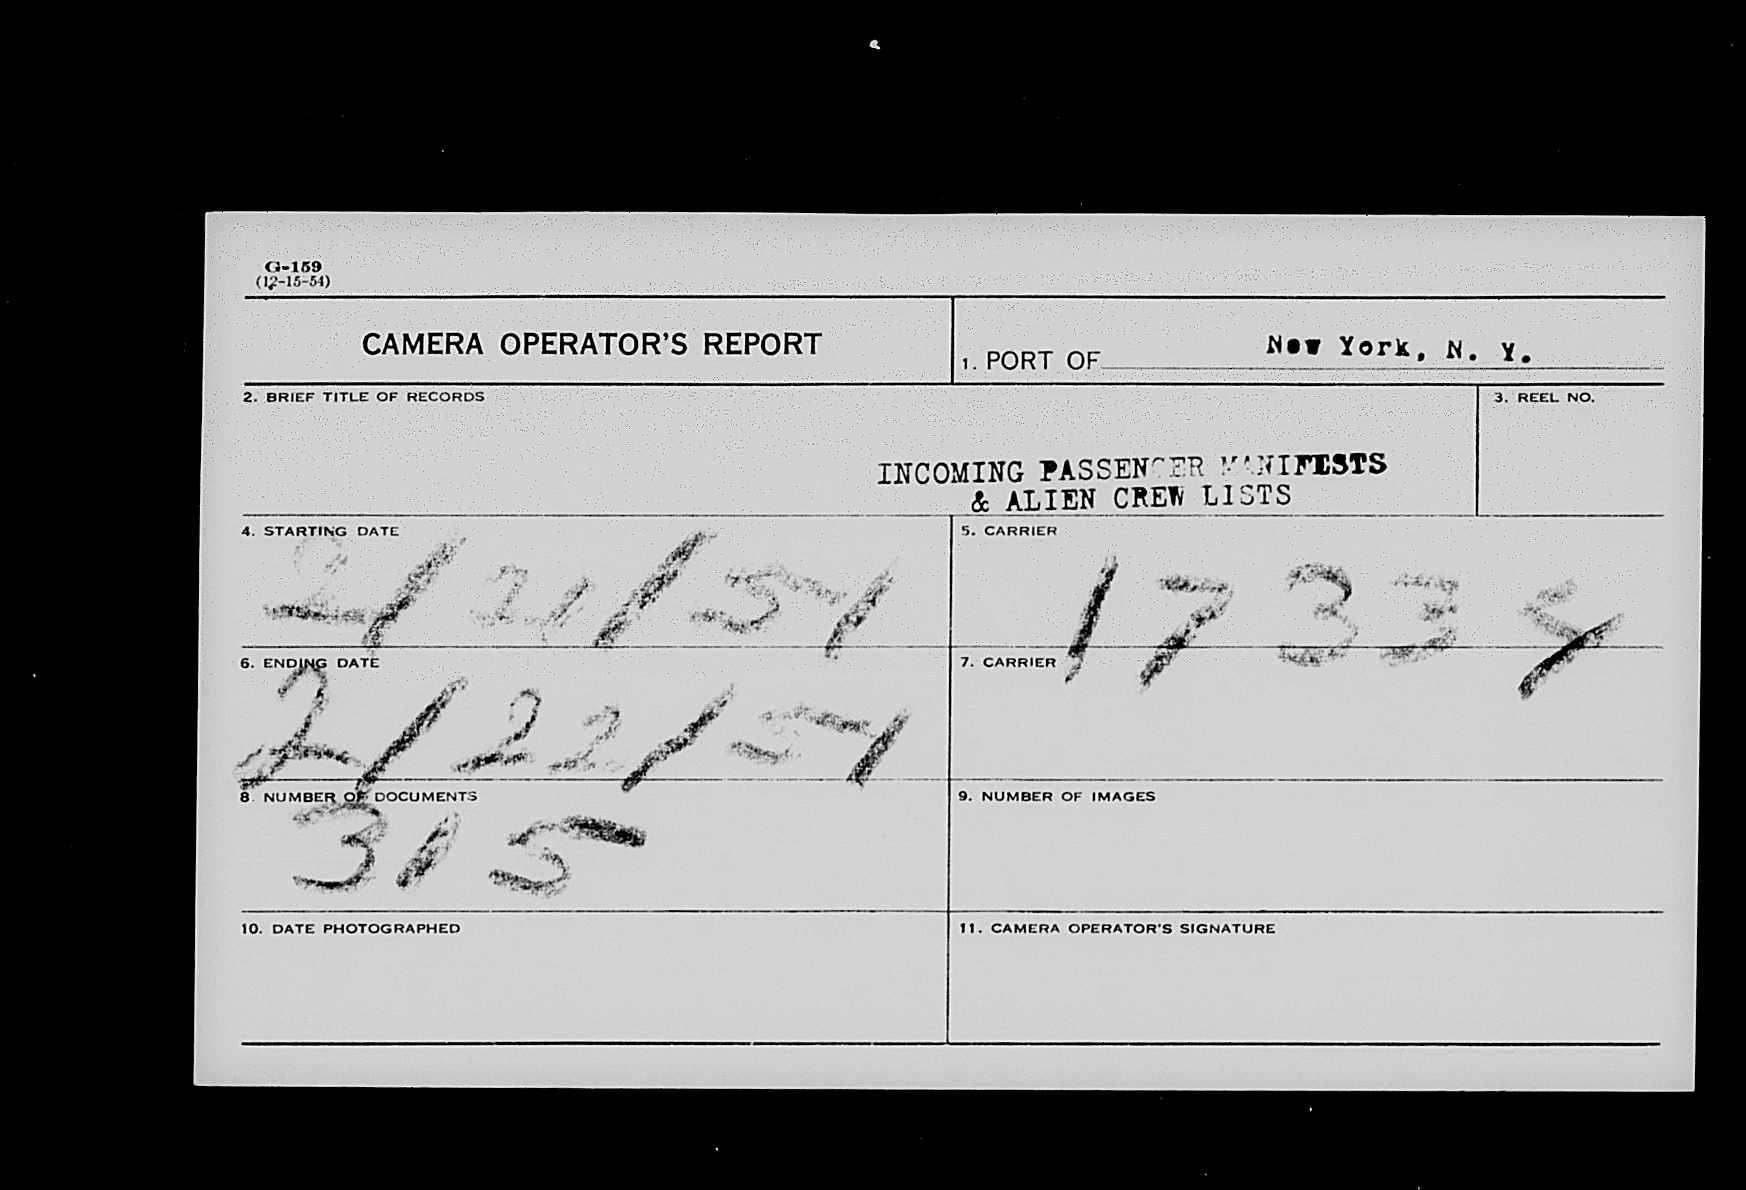 G-159
(12-15-54)
CAMERA OPERATOR'S REPORT
1. PORT OF New York, N. Y.
2. BRIEF TITLE OF RECORDS
3. REEL NO.
INCOMING PASSENGER MANIFESTS
& ALIEN CREW LISTS
4. STARTING DATE
2/21/51
5. CARRIER
17334
6. ENDING DATE
2/22/51
7. CARRIER
8. NUMBER OF DOCUMENTS
315
9. NUMBER OF IMAGES
10. DATE PHOTOGRAPHED
11. CAMERA OPERATOR'S SIGNATURE